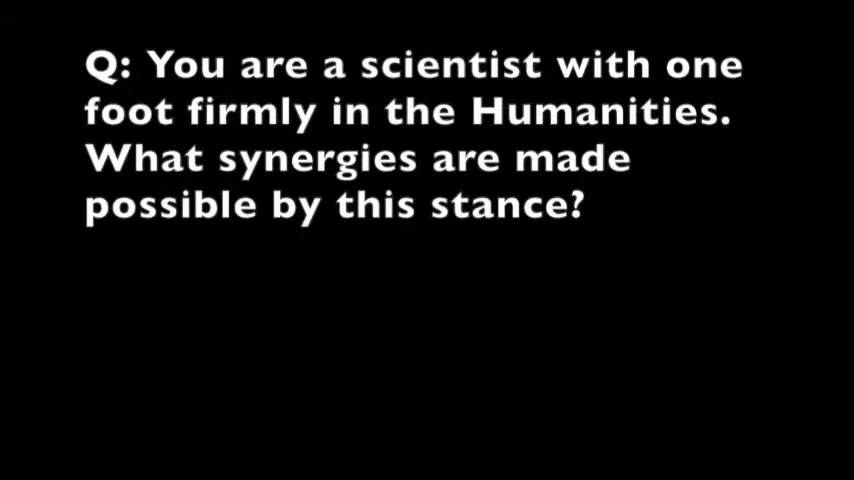 Q: You are a scientist with one
foot firmly in the Humanities.
What synergies are made
possible by this stance?